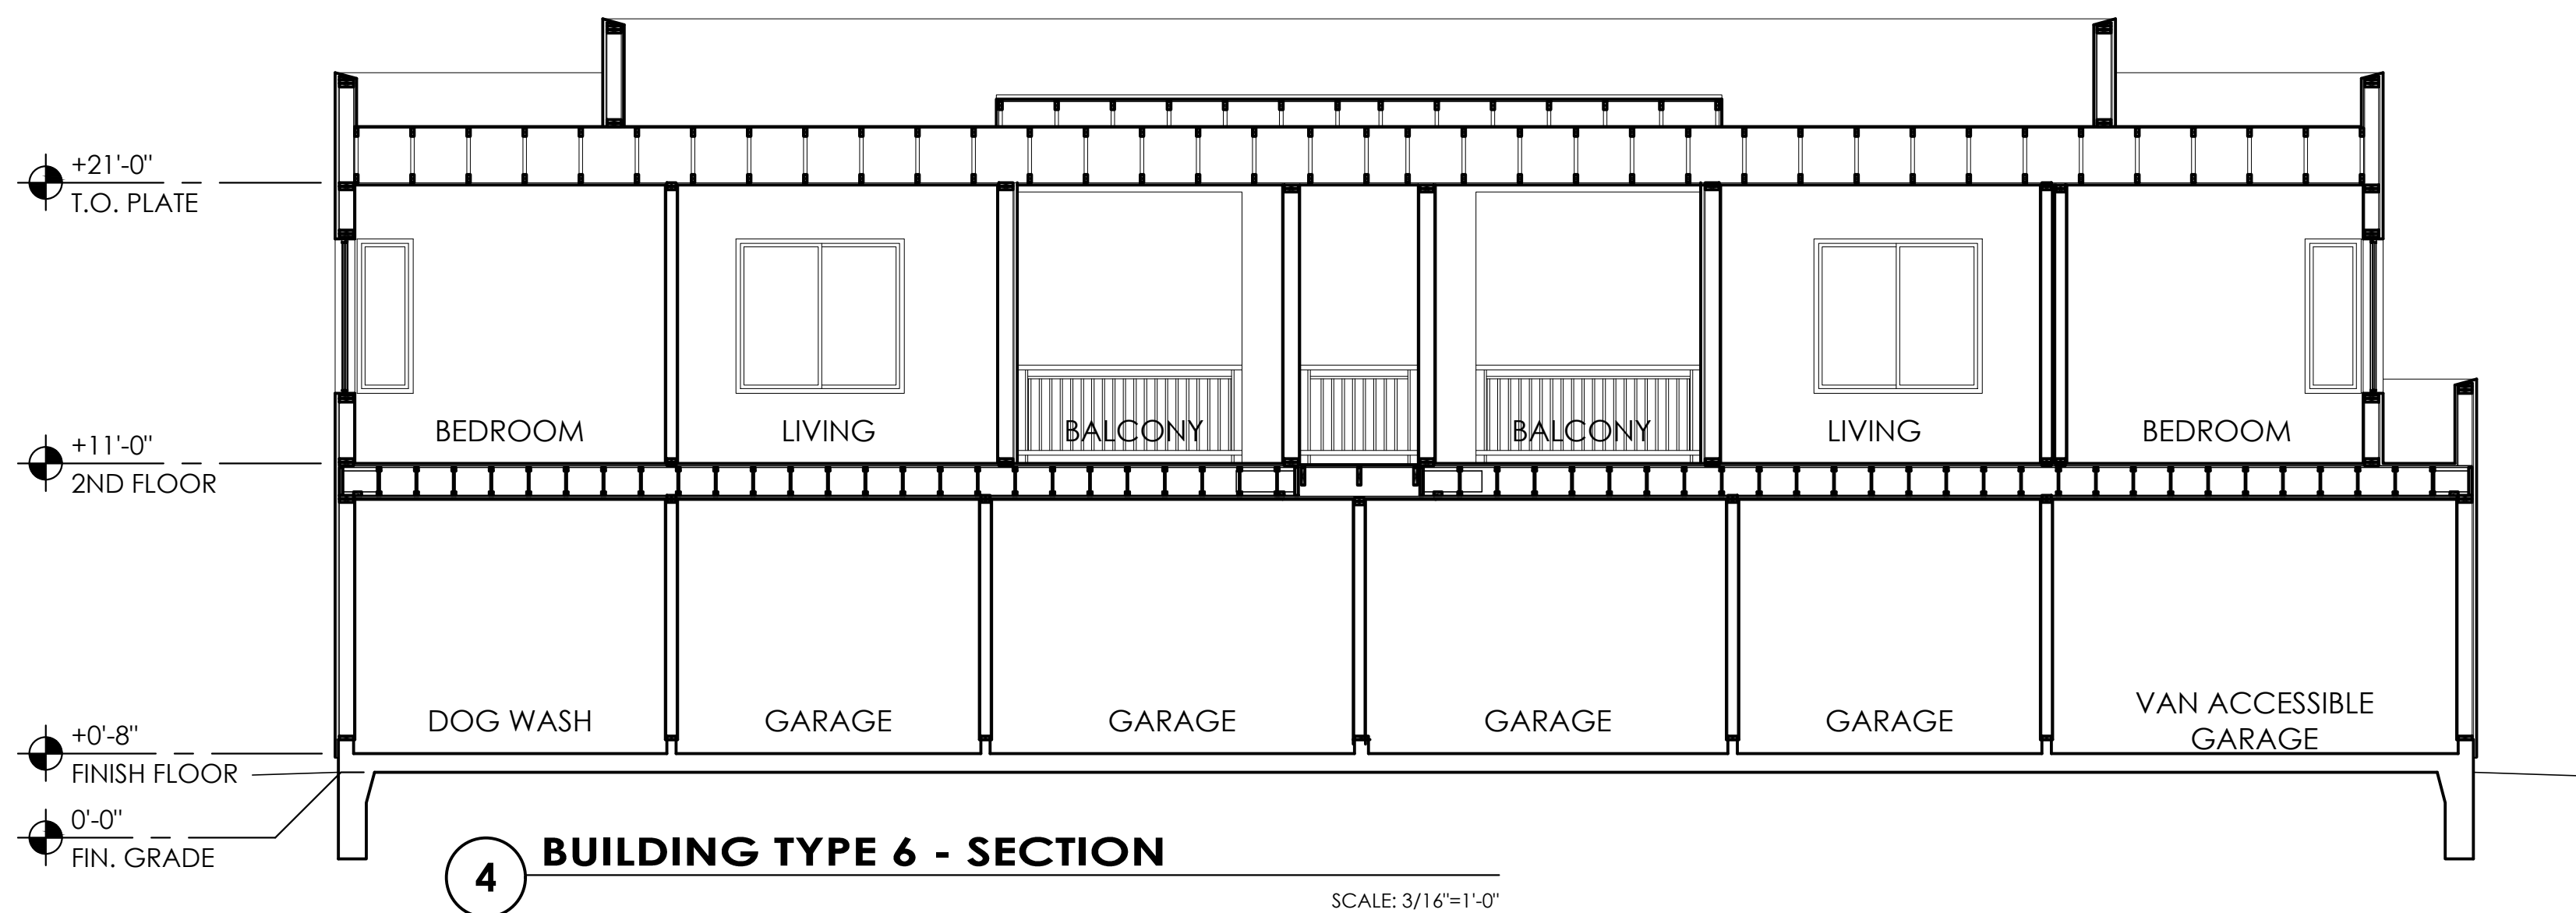 +21'-0"
T.O. PLATE
+11'-0"
2ND FLOOR
BEDROOM
LIVING
BALCONY
BALCONY
LIVING
BEDROOM
DOG WASH
GARAGE
GARAGE
GARAGE
GARAGE
VAN ACCESSIBLE
GARAGE
+0'-8"
FINISH FLOOR
0'-0"
FIN. GRADE
4
BUILDING TYPE 6 - SECTION
SCALE: 3/16"=1'-0"